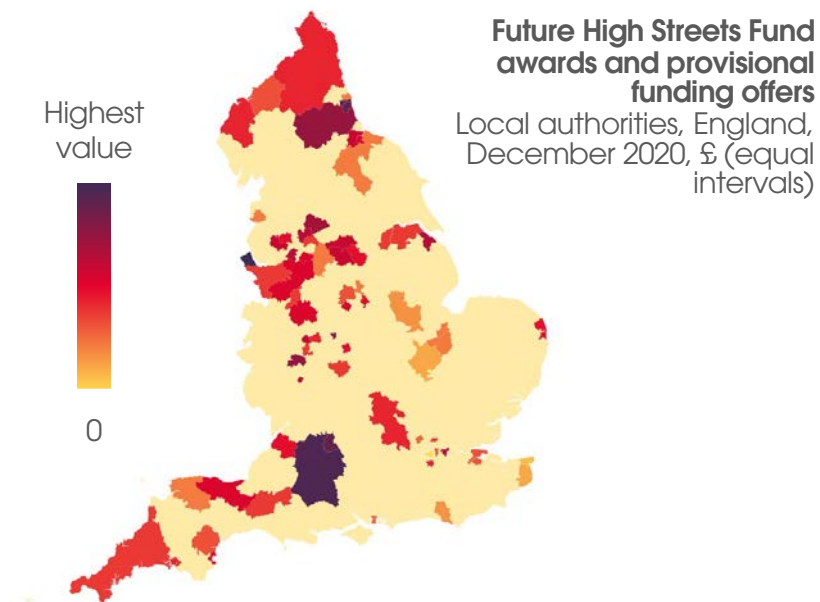 Future High Streets Fund
awards and provisional
funding offers
Local authorities, England,
December 2020, £ (equal
intervals)
Highest
value
0